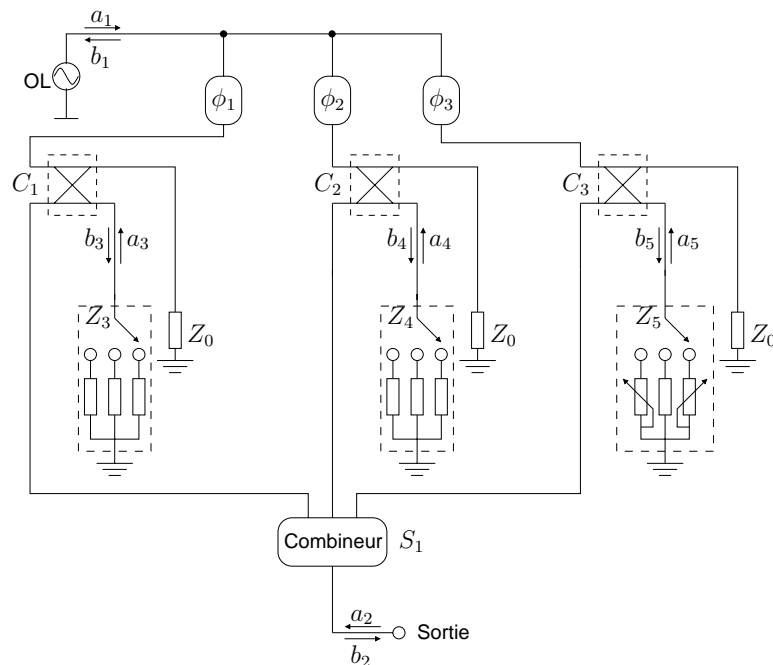 a₁
b₁
OL
ϕ₁ ϕ₂ ϕ₃
C₁ C₂ C₃
b₃ a₃ b₄ a₄ b₅ a₅
Z₃ Z₀ Z₄ Z₀ Z₅ Z₀
Combineur S₁
a₂
Sortie
b₂